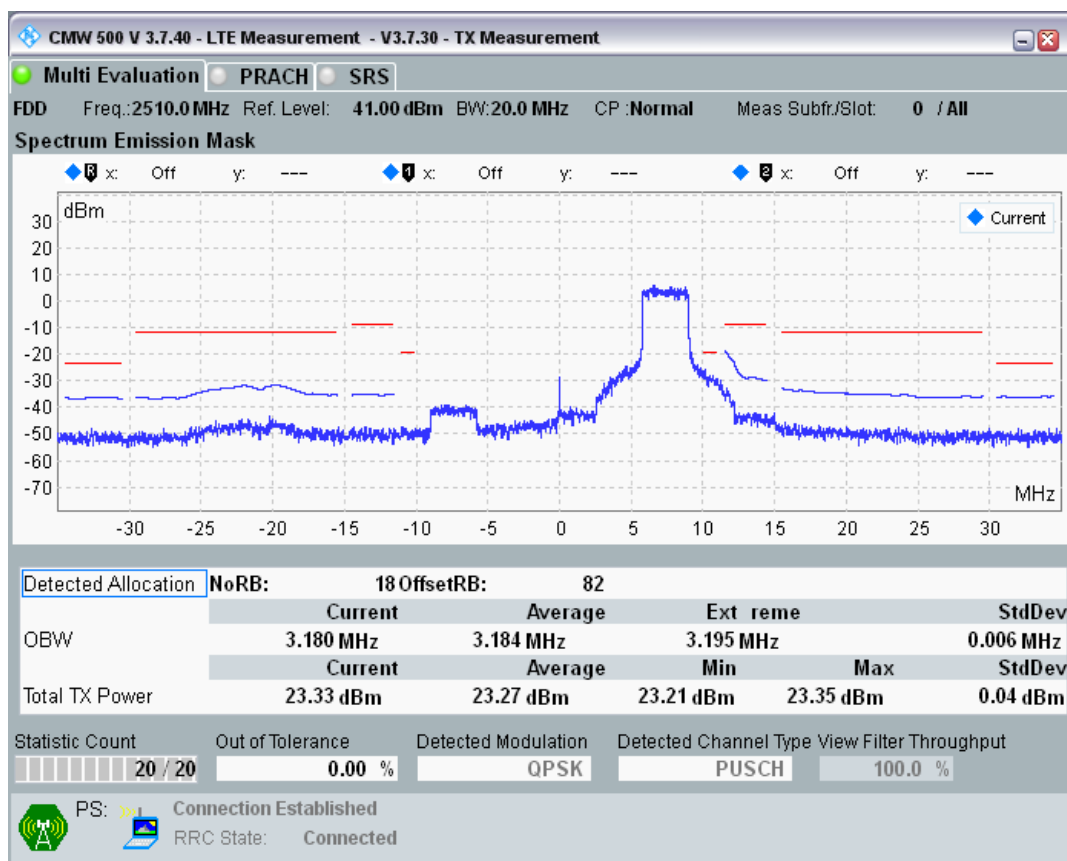 CMW 500 V 3.7.40 - LTE Measurement - V3.7.30 - TX Measurement
Multi Evaluation PRACH SRS
FDD Freq.:2510.0 MHz Ref. Level: 41.00 dBm BW:20.0 MHz CP :Normal Meas Subfr./Slot: 0 / All
Spectrum Emission Mask
R x: Off y: --- 1 x: Off y: --- 2 x: Off y: ---
dBm
Current
30
20
10
0
-10
-20
-30
-40
-50
-60
-70
MHz
-30 -25 -20 -15 -10 -5 0 5 10 15 20 25 30
Detected Allocation NoRB: 18 OffsetRB: 82
Current Average Ext reme StdDev
OBW 3.180 MHz 3.184 MHz 3.195 MHz 0.006 MHz
Current Average Min Max StdDev
Total TX Power 23.33 dBm 23.27 dBm 23.21 dBm 23.35 dBm 0.04 dBm
Statistic Count Out of Tolerance Detected Modulation Detected Channel Type View Filter Throughput
20 / 20 0.00 % QPSK PUSCH 100.0 %
PS: Connection Established
RRC State: Connected